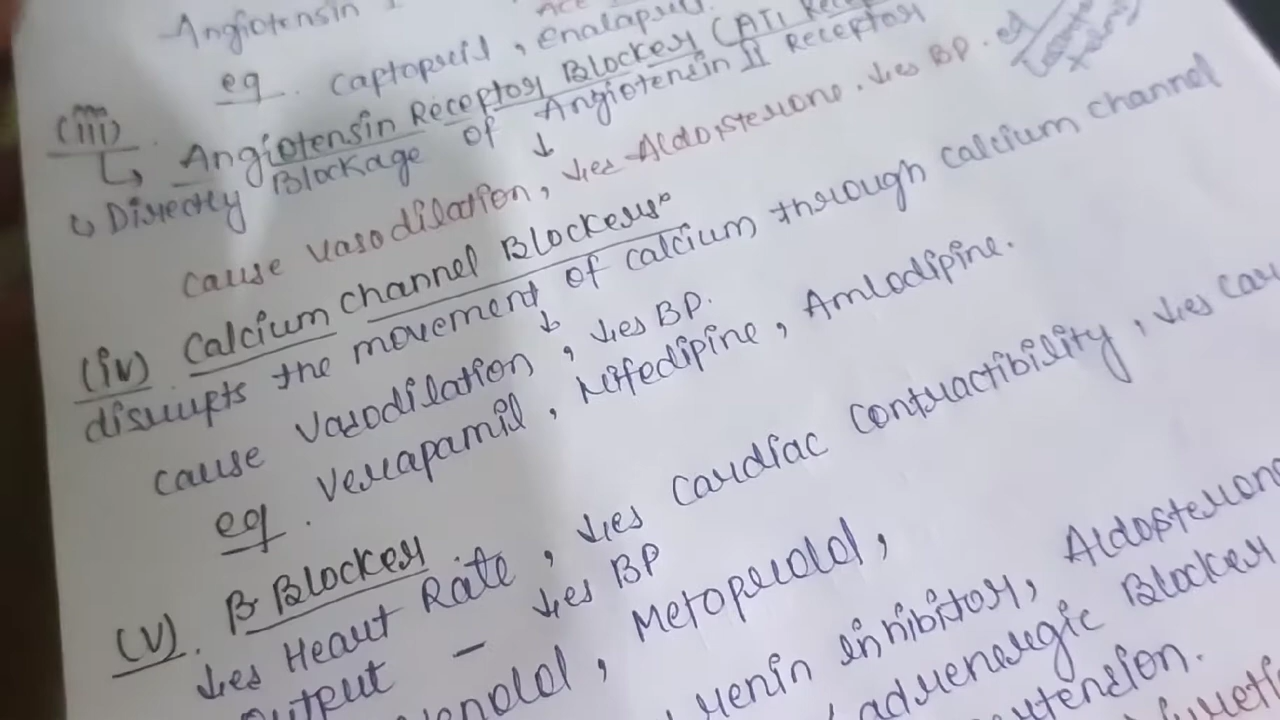 Angiotensin
eg. Captopril, enalapril.
(iii) Angiotensin Receptor Blocker (AT1
↳ Directly Blockage of Angiotensin II Receptor
↓
cause vasodilation, ↓es Aldosterone. ↓es BP. eg
(iv) Calcium channel Blockers
disrupts the movement of calcium through calcium channel
↓
cause vasodilation, ↓es BP.
eg. Verapamil, Nifedipine, Amlodipine.
(v). β Blocker
↓es Heart Rate, ↓es cardiac contractibility, ↓es
output - ↓es BP
Metoprolol,
renin inhibitor,
adrenergic Blocker